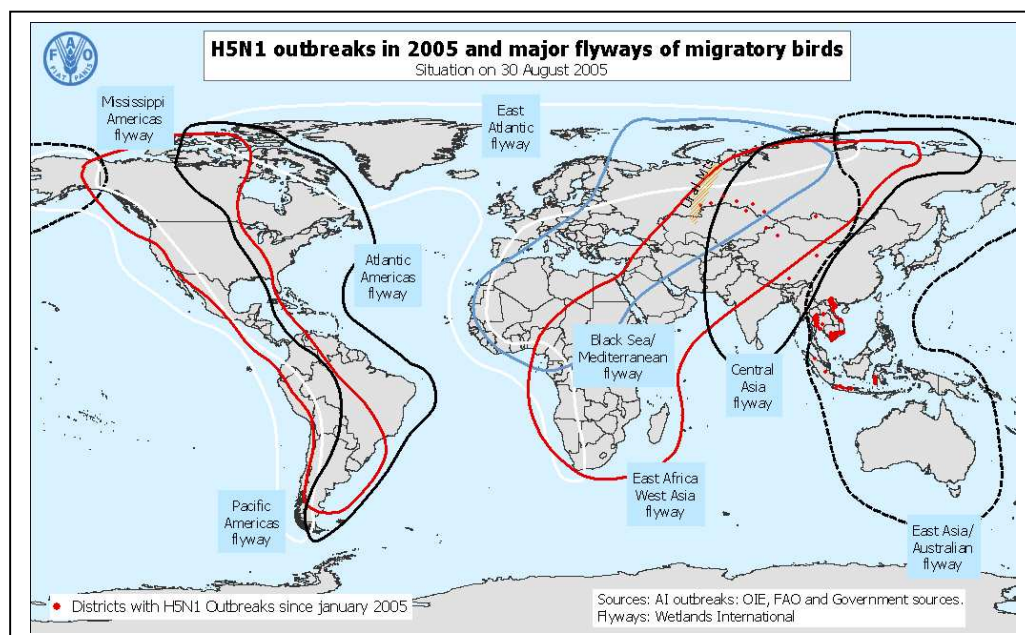 H5N1 outbreaks in 2005 and major flyways of migratory birds
Situation on 30 August 2005
F A O
FIAT PANIS
Mississippi
Americas
flyway
East
Atlantic
flyway
Atlantic
Americas
flyway
Black Sea/
Mediterranean
flyway
Central
Asia
flyway
Pacific
Americas
flyway
East Africa
West Asia
flyway
East Asia/
Australian
flyway
Districts with H5N1 Outbreaks since january 2005
Sources: AI outbreaks: OIE, FAO and Government sources.
Flyways: Wetlands International